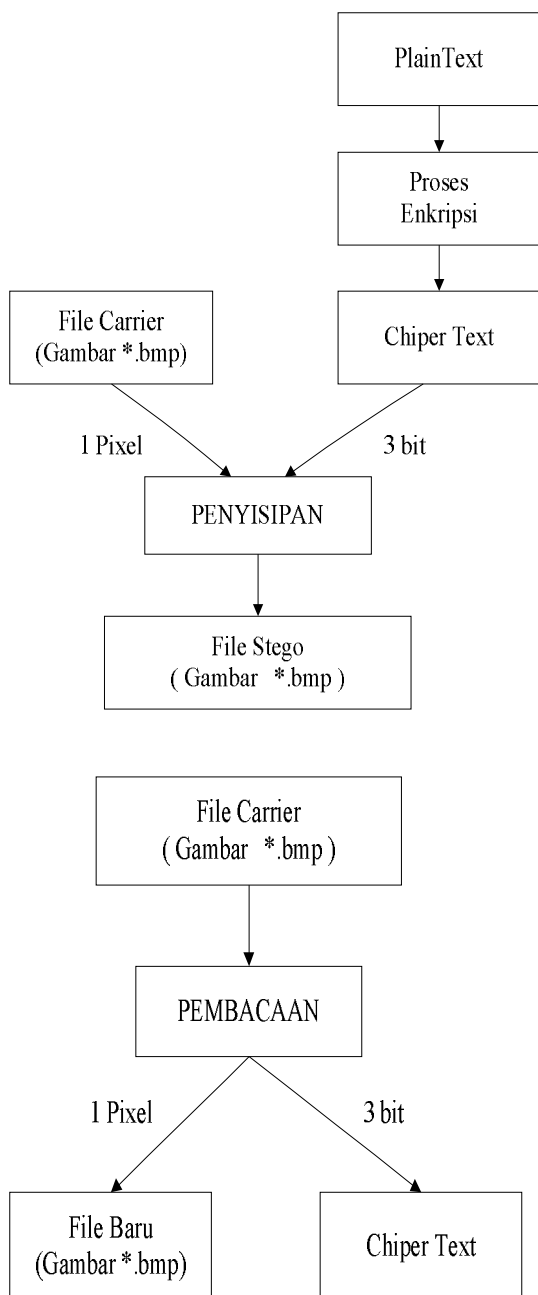 PlainText
Proses
Enkripsi
File Carrier
(Gambar *.bmp)
Chiper Text
1 Pixel
3 bit
PENYISIPAN
File Stego
( Gambar *.bmp )
File Carrier
( Gambar *.bmp )
PEMBACAAN
1 Pixel
3 bit
File Baru
(Gambar *.bmp)
Chiper Text